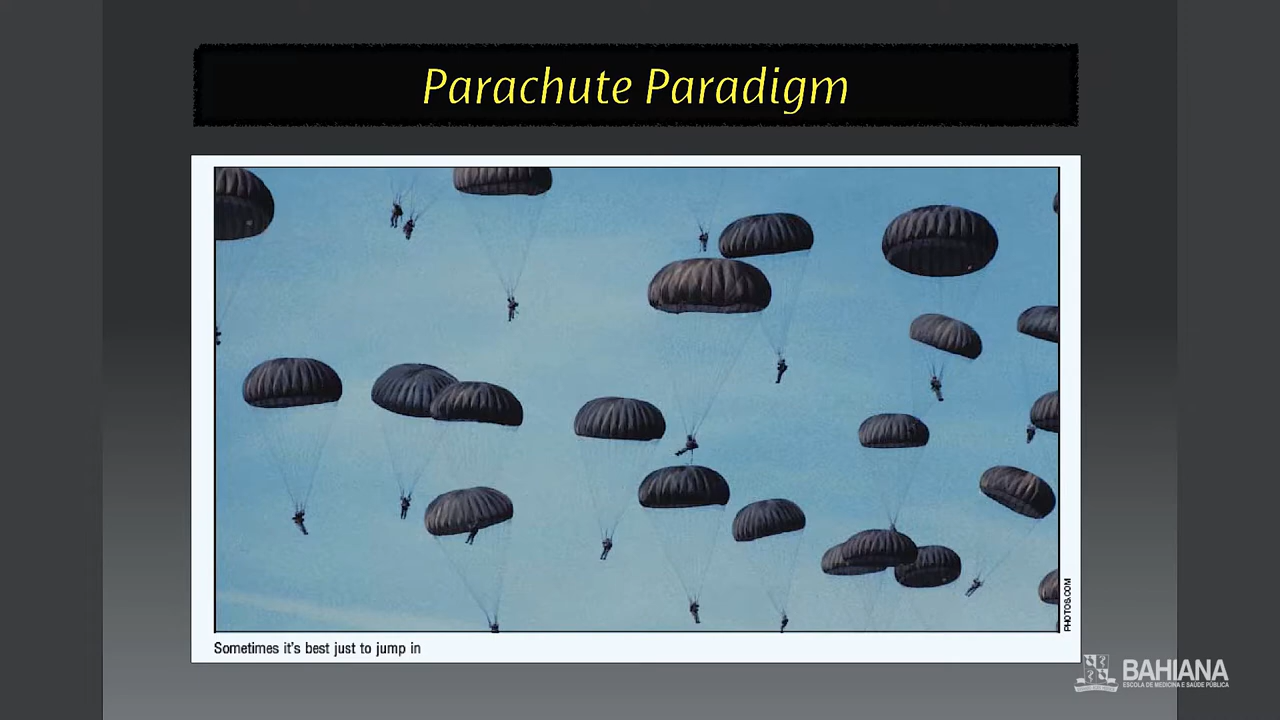 Parachute Paradigm
PHOTOS.COM
Sometimes it's best just to jump in
BAHIANA
ESCOLA DE MEDICINA E SAÚDE PÚBLICA